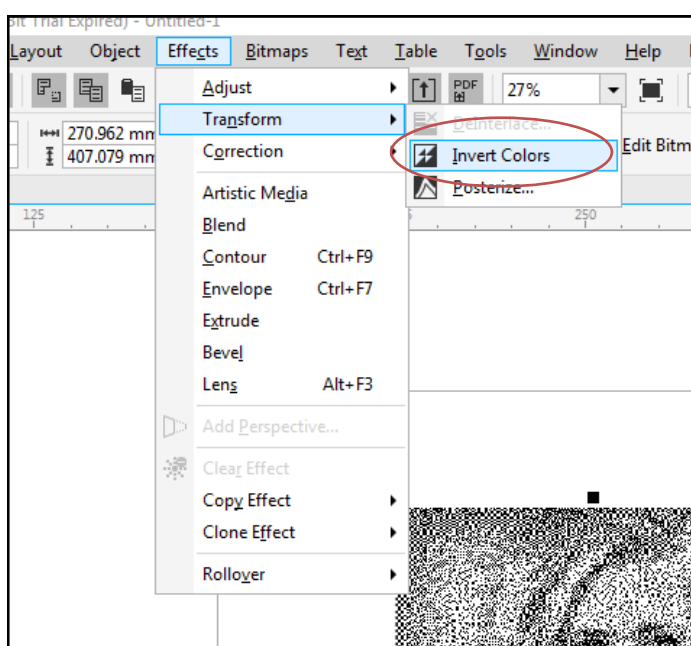 Bit Trial Expired) - Untitled-1
Layout Object Effects Bitmaps Text Table Tools Window Help
PDF 27%
270.962 mm
407.079 mm
Adjust
Transform
Correction
Artistic Media
Blend
Contour Ctrl+F9
Envelope Ctrl+F7
Extrude
Bevel
Lens Alt+F3
Add Perspective...
Clear Effect
Copy Effect
Clone Effect
Rollover
Deinterlace...
Invert Colors
Posterize...
Edit Bitm
125
250